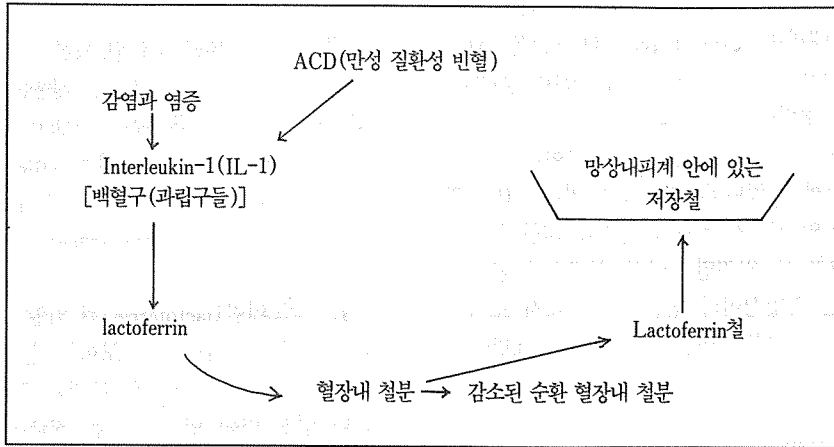 ACD(만성 질환성 빈혈)
감염과 염증
Interleukin-1(IL-1)
[백혈구(과립구들)]
망상내피계 안에 있는
저장철
lactoferrin
Lactoferrin철
혈장내 철분 → 감소된 순환 혈장내 철분